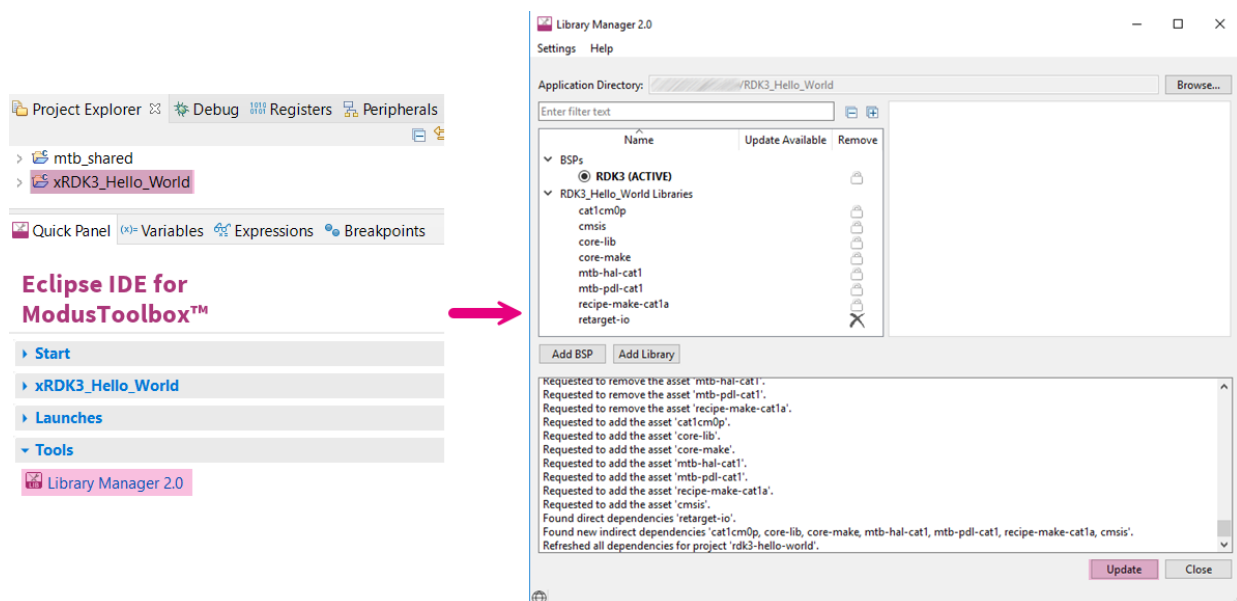 Project Explorer Debug Registers Peripherals
mtb_shared
xRDK3_Hello_World
Quick Panel (x)= Variables Expressions Breakpoints
Eclipse IDE for
ModusToolbox™
Start
xRDK3_Hello_World
Launches
Tools
Library Manager 2.0
Library Manager 2.0
Settings Help
Application Directory: /RDK3_Hello_World Browse...
Enter filter text
Name Update Available Remove
BSPs
RDK3 (ACTIVE)
RDK3_Hello_World Libraries
cat1cm0p
cmsis
core-lib
core-make
mtb-hal-cat1
mtb-pdl-cat1
recipe-make-cat1a
retarget-io
Add BSP Add Library
Requested to remove the asset 'mtb-hal-cat1'.
Requested to remove the asset 'mtb-pdl-cat1'.
Requested to remove the asset 'recipe-make-cat1a'.
Requested to add the asset 'cat1cm0p'.
Requested to add the asset 'core-lib'.
Requested to add the asset 'core-make'.
Requested to add the asset 'mtb-hal-cat1'.
Requested to add the asset 'mtb-pdl-cat1'.
Requested to add the asset 'recipe-make-cat1a'.
Requested to add the asset 'cmsis'.
Found direct dependencies 'retarget-io'.
Found new indirect dependencies 'cat1cm0p, core-lib, core-make, mtb-hal-cat1, mtb-pdl-cat1, recipe-make-cat1a, cmsis'.
Refreshed all dependencies for project 'rdk3-hello-world'.
Update Close